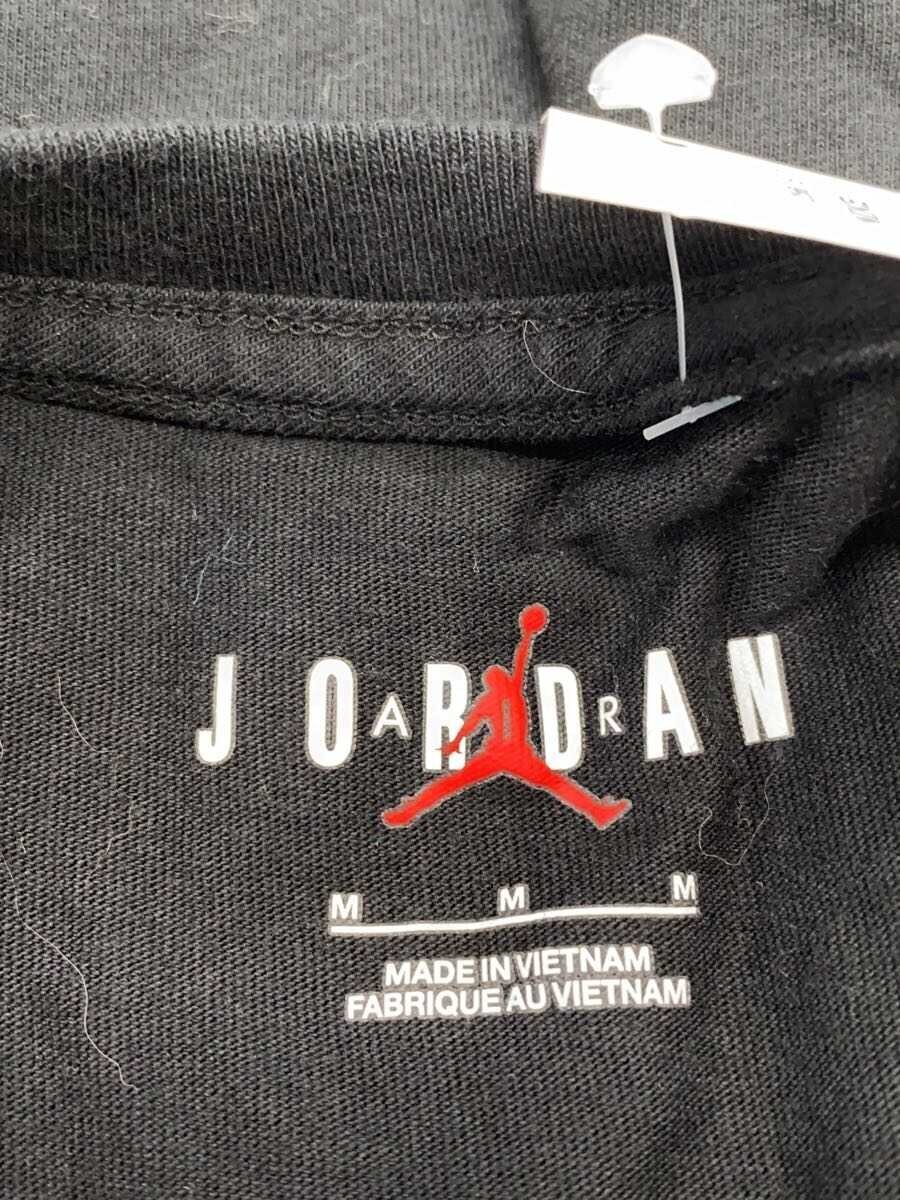 JORDAN
AIR
M M M
MADE IN VIETNAM
FABRIQUE AU VIETNAM